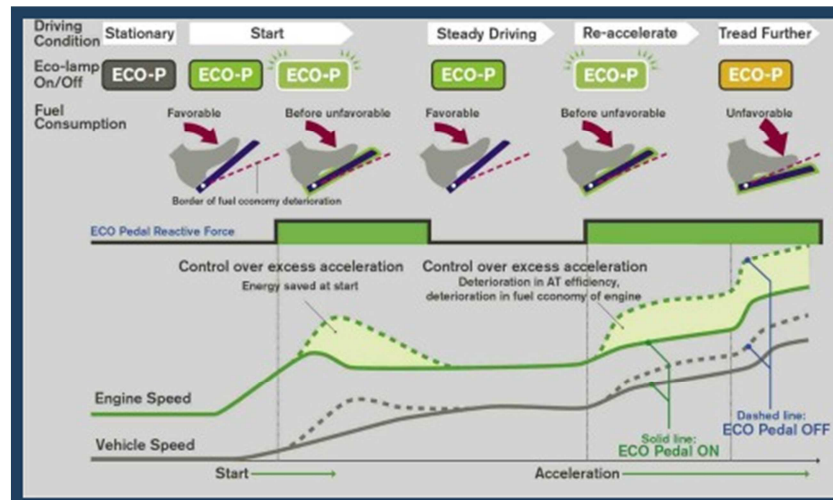 Driving
Condition
Stationary
Start
Steady Driving
Re-accelerate
Tread Further
Eco-lamp
On/Off
ECO-P
ECO-P
ECO-P
ECO-P
ECO-P
ECO-P
Fuel
Consumption
Favorable
Before unfavorable
Favorable
Before unfavorable
Unfavorable
Border of fuel economy deterioration
ECO Pedal Reactive Force
Control over excess acceleration
Energy saved at start
Control over excess acceleration
Deterioration in AT efficiency,
deterioration in fuel economy of engine
Engine Speed
Vehicle Speed
Solid line:
ECO Pedal ON
Dashed line:
ECO Pedal OFF
Start
Acceleration